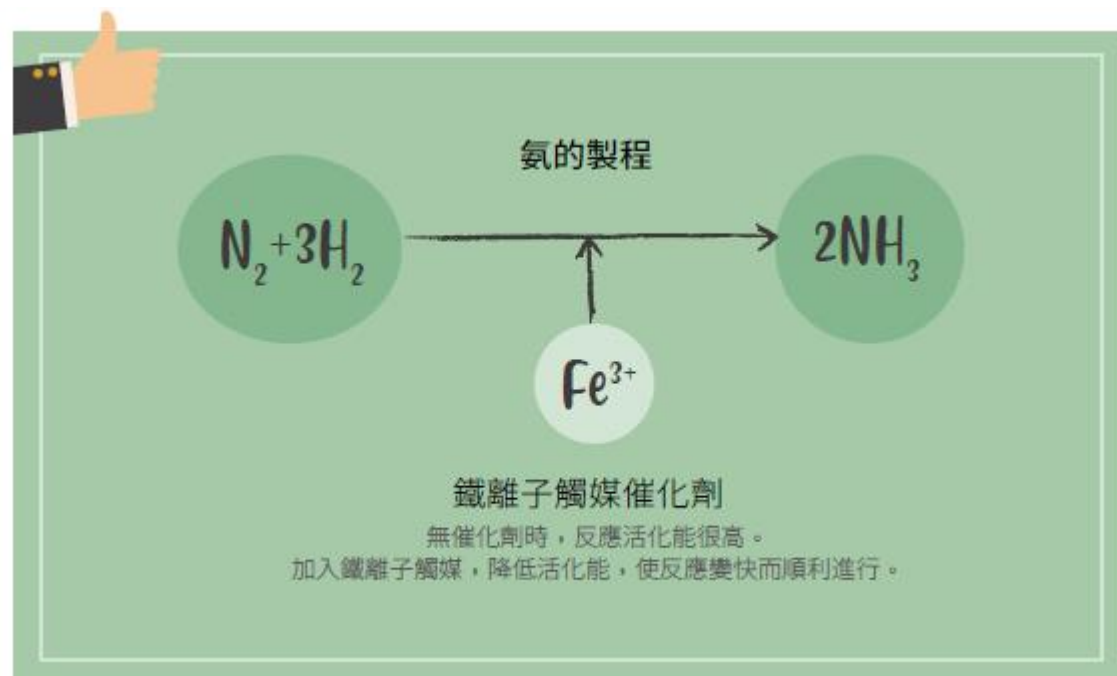 氨的製程
N₂+3H₂
2NH₃
Fe³⁺
鐵離子觸媒催化劑
無催化劑時，反應活化能很高。
加入鐵離子觸媒，降低活化能，使反應變快而順利進行。